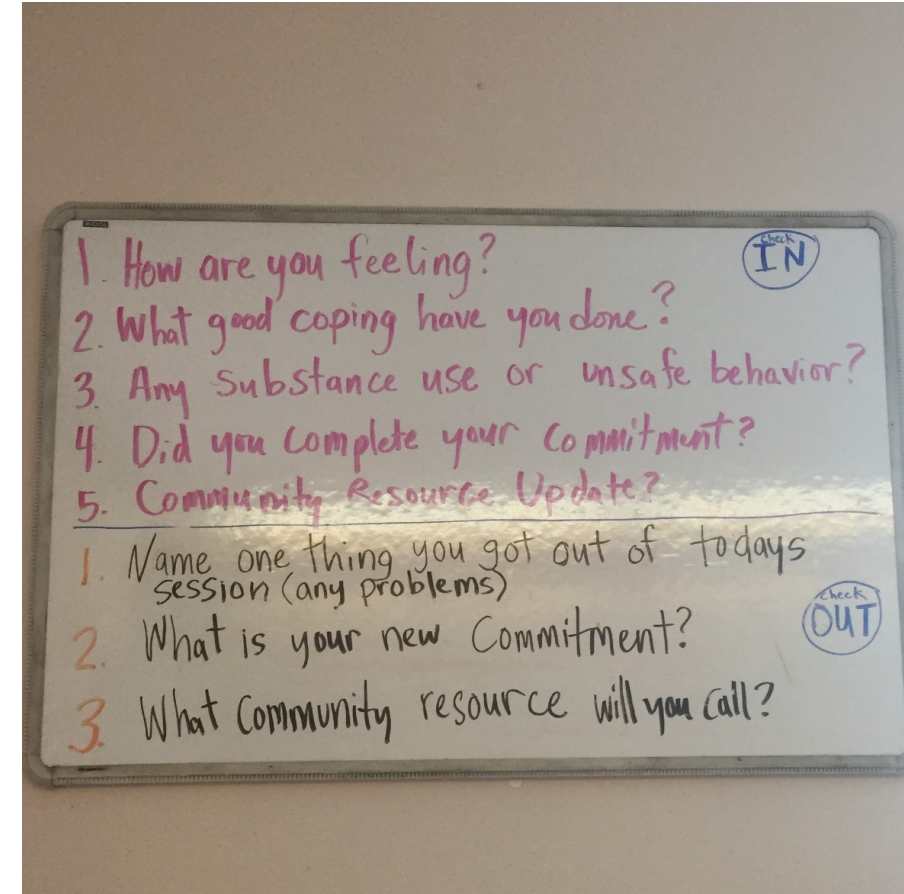 1. How are you feeling?
check
IN
2. What good coping have you done?
3. Any substance use or unsafe behavior?
4. Did you complete your commitment?
5. Community Resource Update?
1. Name one thing you got out of todays
session (any problems)
check
OUT
2. What is your new Commitment?
3. What Community resource will you call?